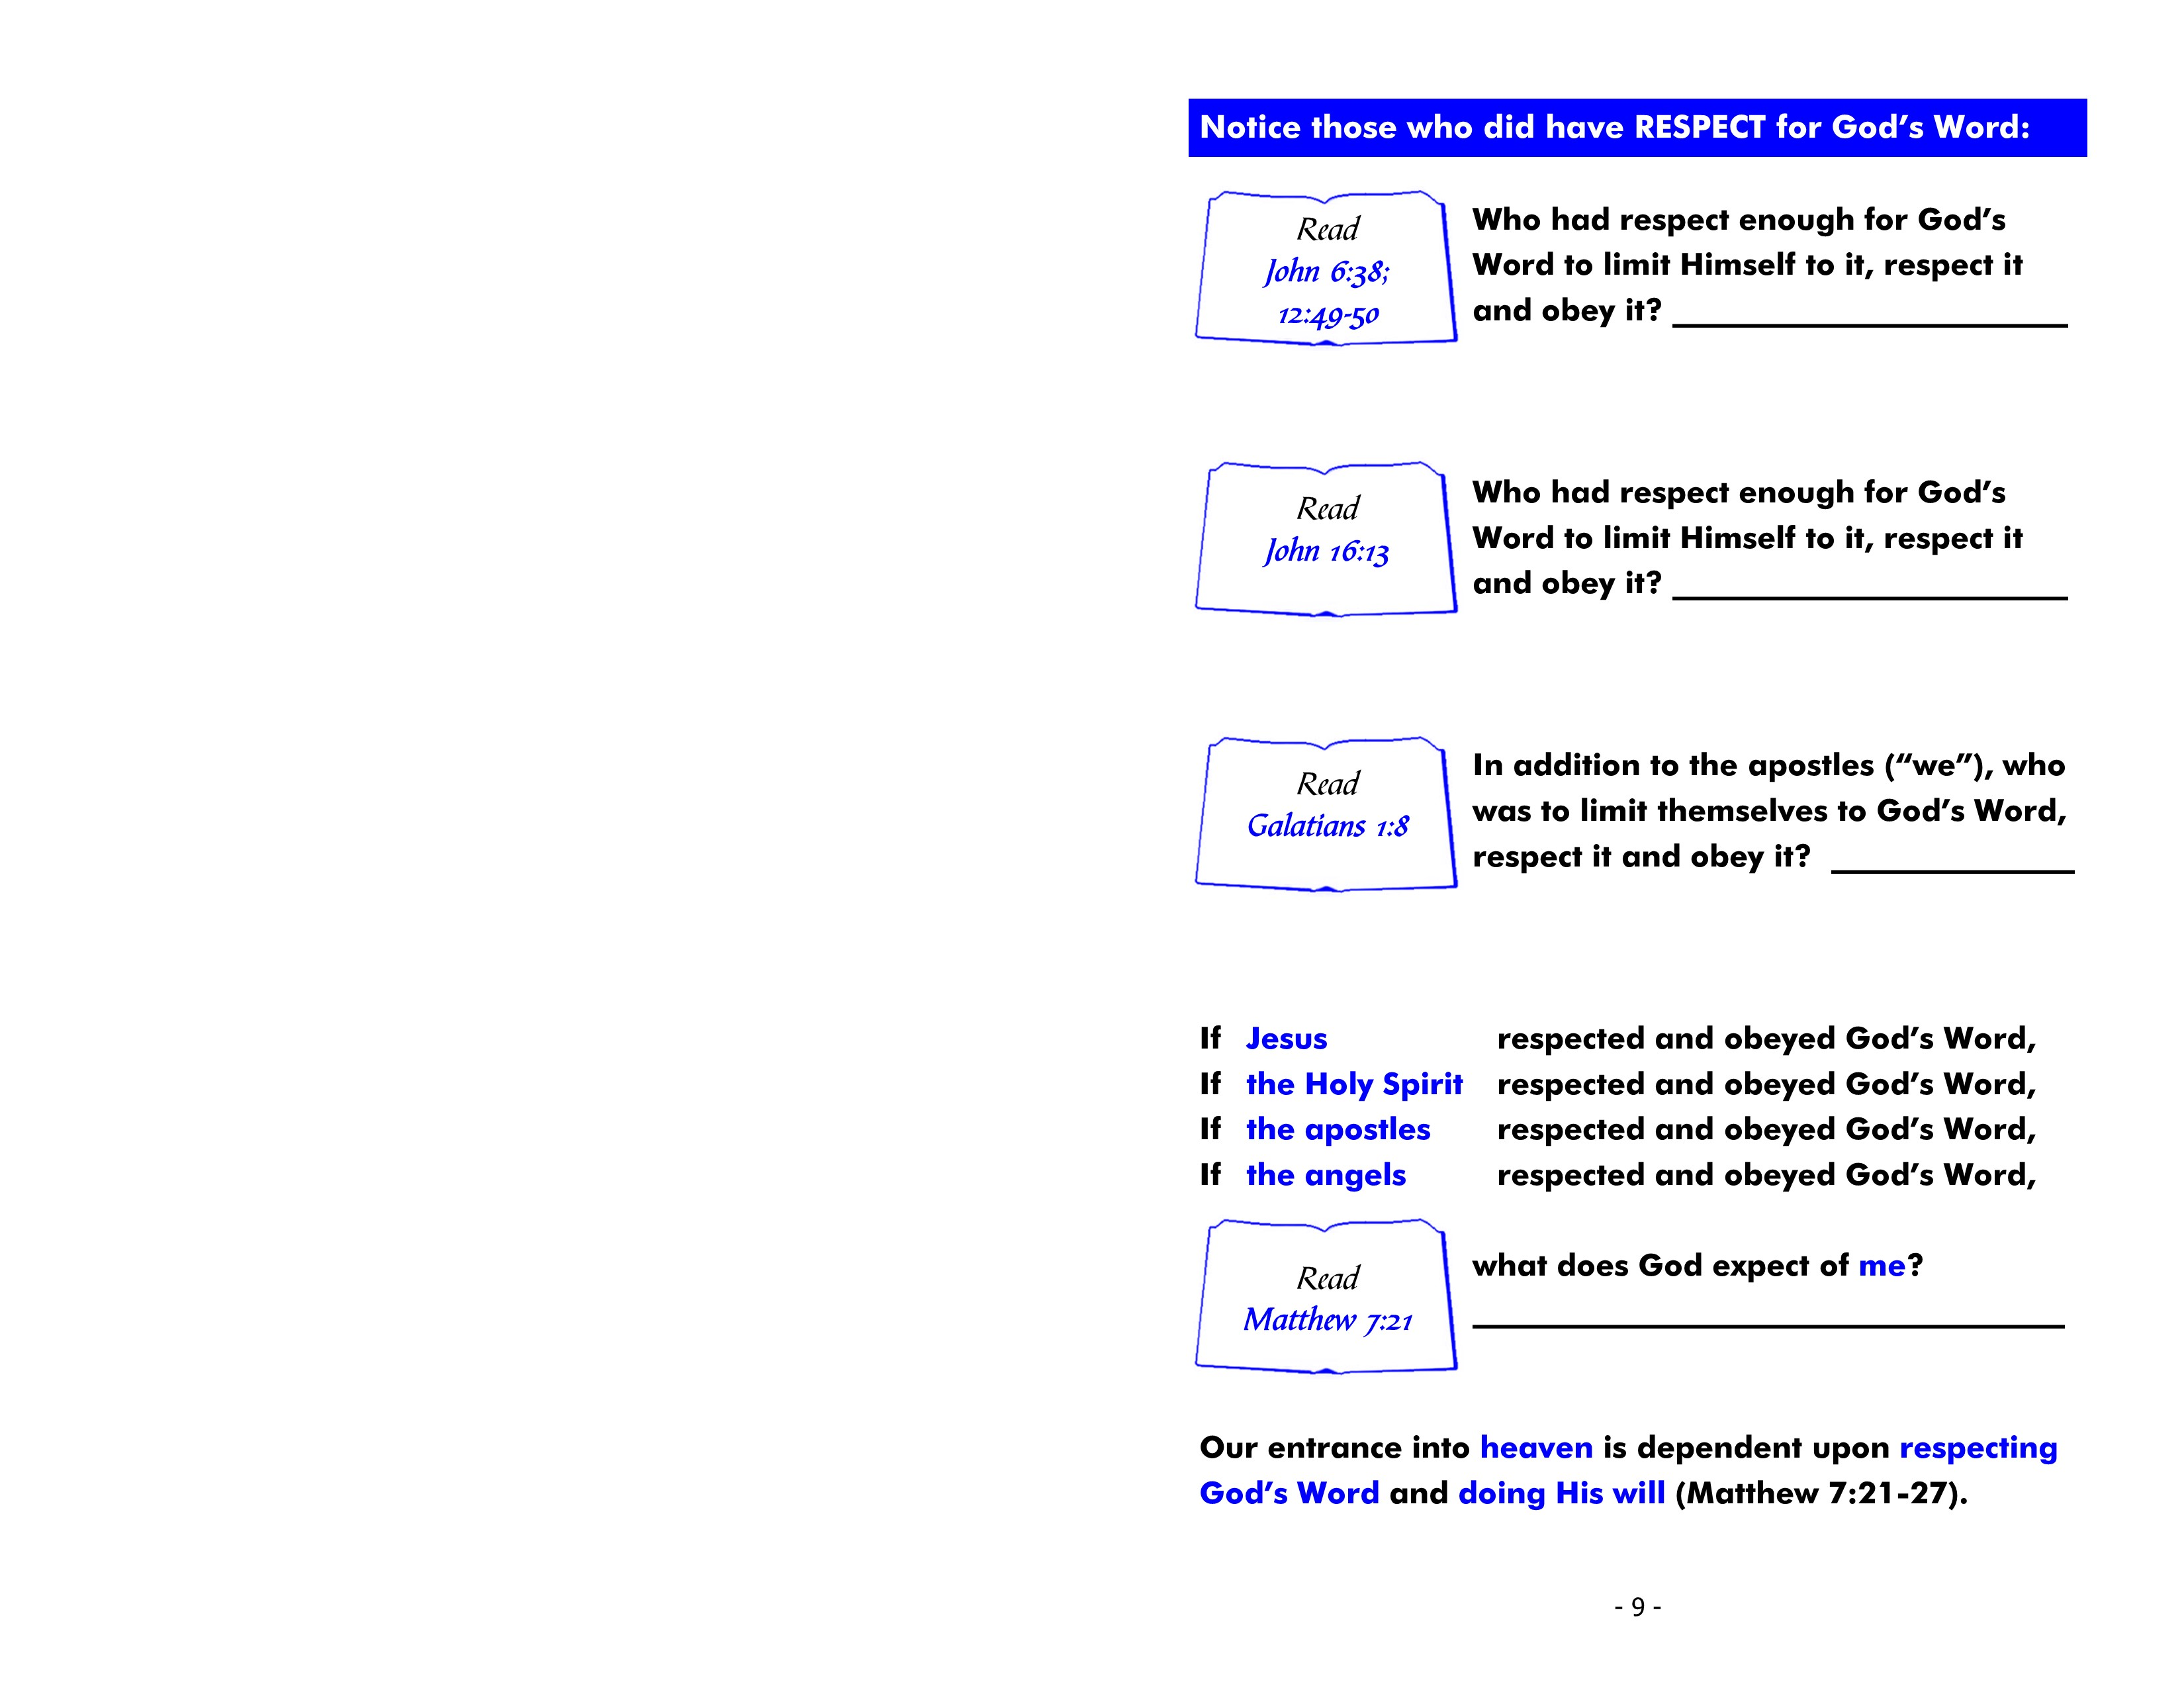 Notice those who did have RESPECT for God’s Word:
Read
John 6:38;
12:49-50
Who had respect enough for God’s
Word to limit Himself to it, respect it
and obey it?
Read
John 16:13
Who had respect enough for God’s
Word to limit Himself to it, respect it
and obey it?
Read
Galatians 1:8
In addition to the apostles (“we”), who
was to limit themselves to God’s Word,
respect it and obey it?
If Jesus respected and obeyed God’s Word,
If the Holy Spirit respected and obeyed God’s Word,
If the apostles respected and obeyed God’s Word,
If the angels respected and obeyed God’s Word,
Read
Matthew 7:21
what does God expect of me?
Our entrance into heaven is dependent upon respecting
God’s Word and doing His will (Matthew 7:21-27).
- 9 -